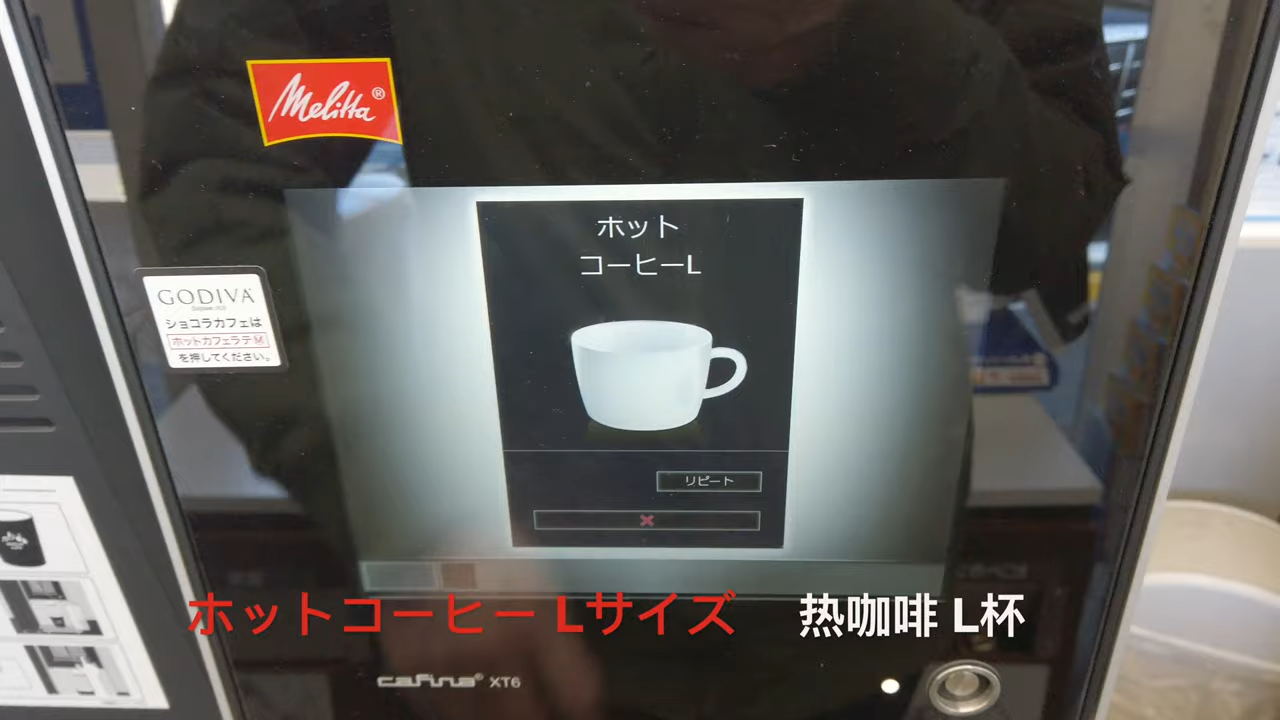 Melitta®
ホット
コーヒーL
GODIVA
ショコラカフェは
ホットカフェラテM
を押してください。
リピート
ホットコーヒー Lサイズ 热咖啡 L杯
cafina® XT6